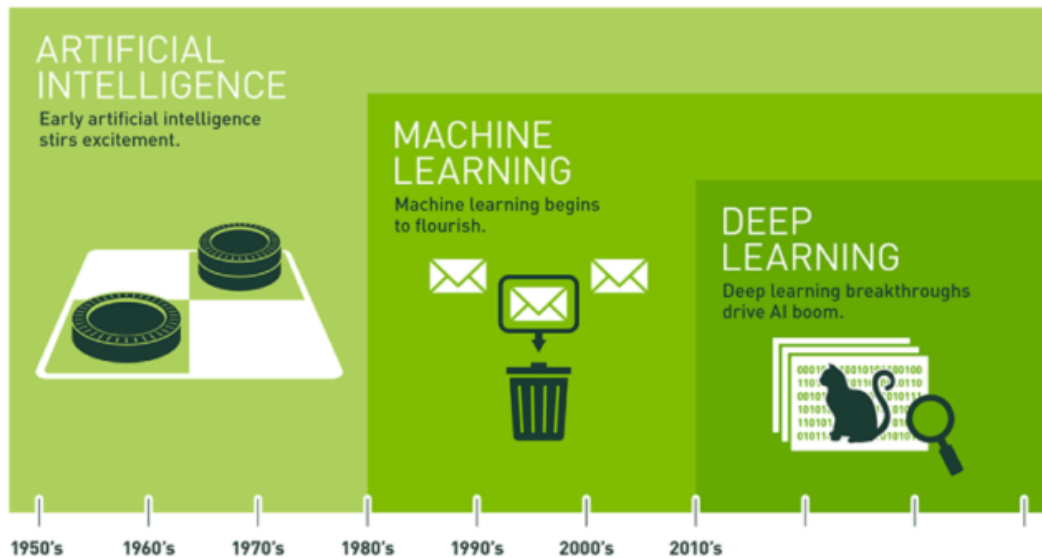 ARTIFICIAL
INTELLIGENCE
Early artificial intelligence
stirs excitement.
MACHINE
LEARNING
Machine learning begins
to flourish.
DEEP
LEARNING
Deep learning breakthroughs
drive AI boom.
1950's 1960's 1970's 1980's 1990's 2000's 2010's